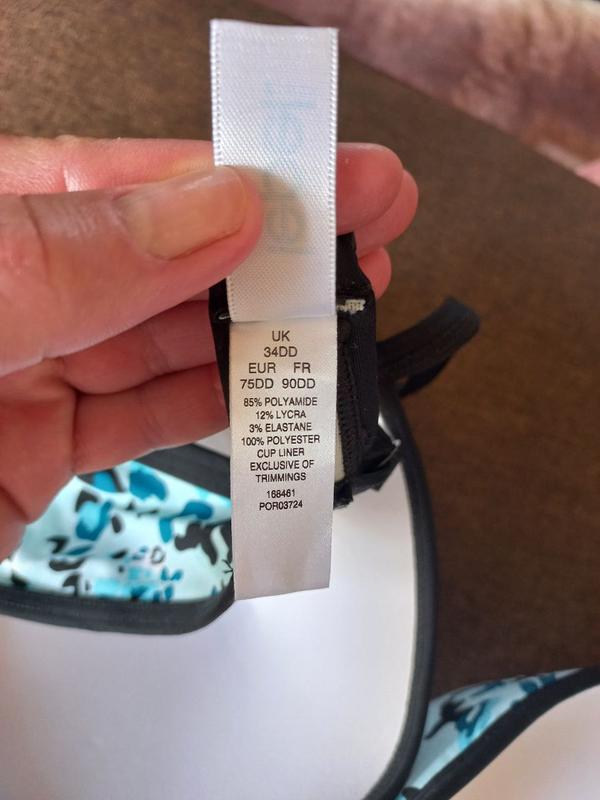 UK
34DD
EUR FR
75DD 90DD
85% POLYAMIDE
12% LYCRA
3% ELASTANE
100% POLYESTER
CUP LINER
EXCLUSIVE OF
TRIMMINGS
168461
POR03724